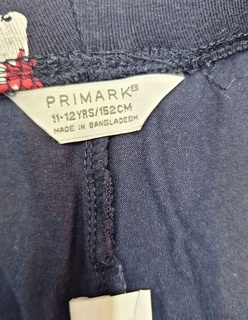 PRIMARK®
11-12YRS/152CM
MADE IN BANGLADESH